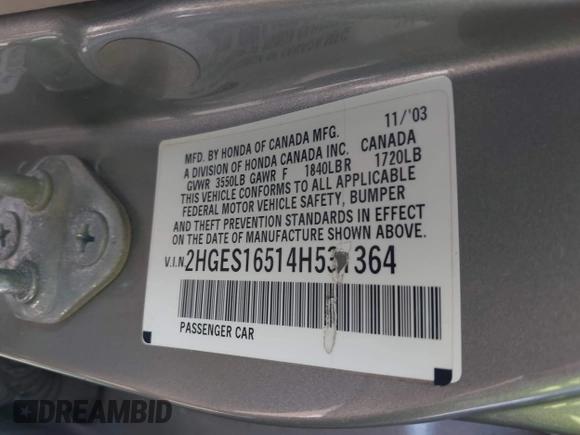 11/'03
MFD. BY HONDA OF CANADA MFG.
A DIVISION OF HONDA CANADA INC. CANADA
GVWR 3550LB GAWR F 1840LB R 1720LB
THIS VEHICLE CONFORMS TO ALL APPLICABLE
FEDERAL MOTOR VEHICLE SAFETY, BUMPER
AND THEFT PREVENTION STANDARDS IN EFFECT
ON THE DATE OF MANUFACTURE SHOWN ABOVE.
V.I.N.
PASSENGER CAR
DREAMBID